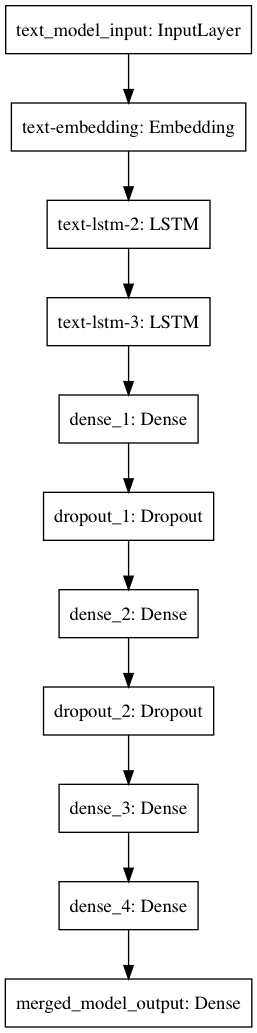 text_model_input: InputLayer
text-embedding: Embedding
text-lstm-2: LSTM
text-lstm-3: LSTM
dense_1: Dense
dropout_1: Dropout
dense_2: Dense
dropout_2: Dropout
dense_3: Dense
dense_4: Dense
merged_model_output: Dense